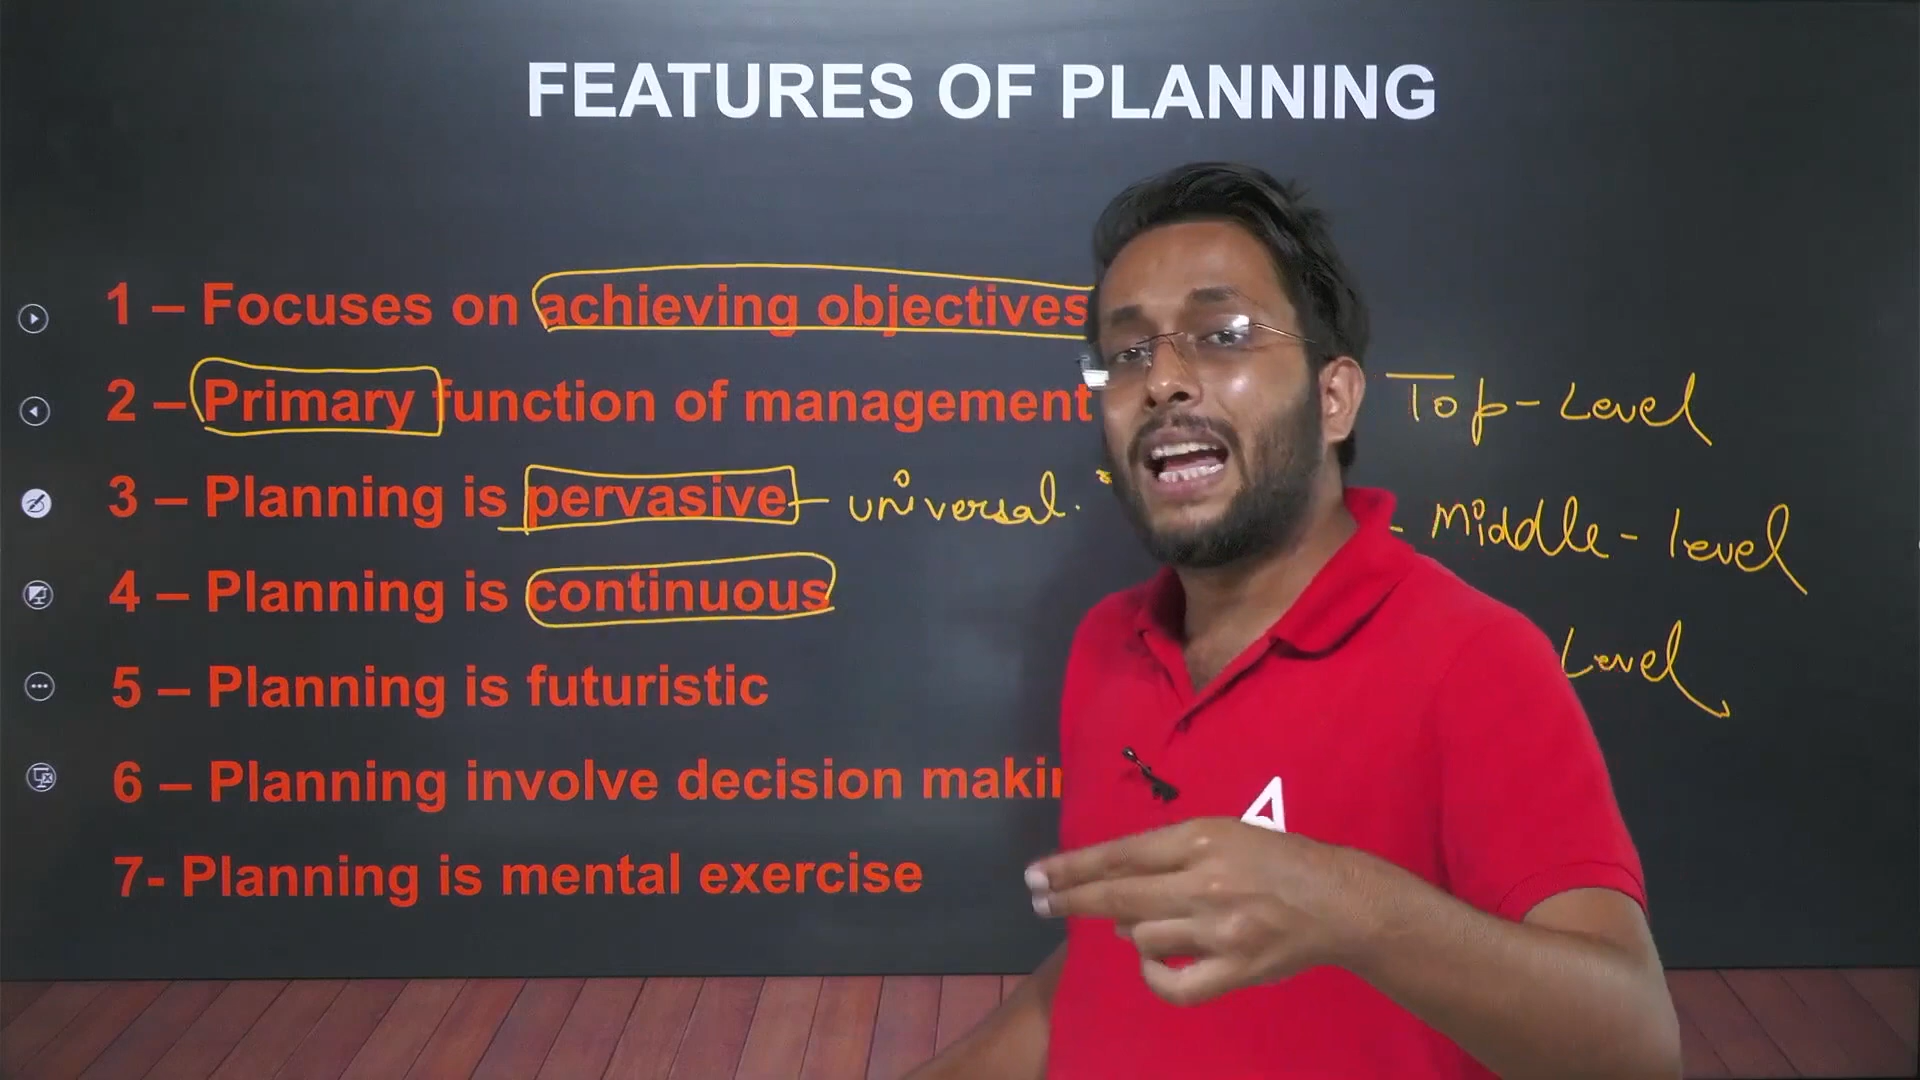 FEATURES OF PLANNING
1 – Focuses on achieving objectives
2 – Primary function of management
Top-Level
3 – Planning is pervasive – universal.
Middle-level
4 – Planning is continuous
Level
5 – Planning is futuristic
6 – Planning involve decision
7- Planning is mental exercise